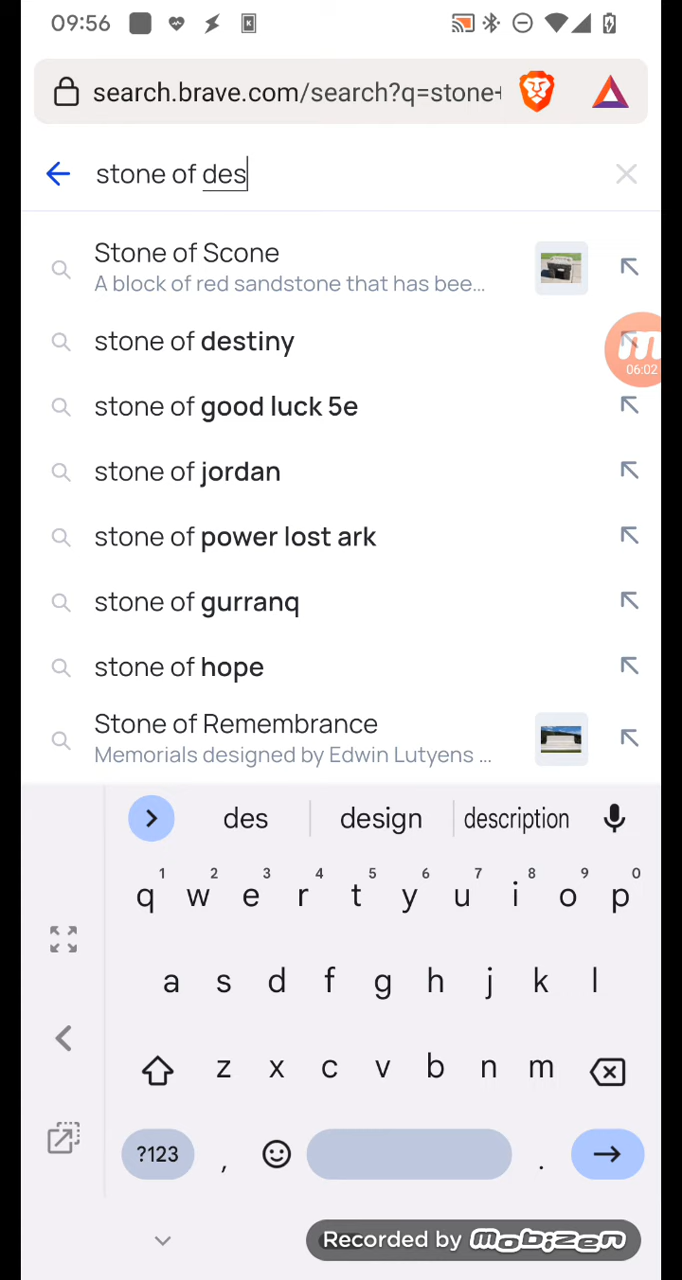 09:56
search.brave.com/search?q=stone+
stone of des
Stone of Scone
A block of red sandstone that has bee...
stone of destiny
06:02
stone of good luck 5e
stone of jordan
stone of power lost ark
stone of gurranq
stone of hope
Stone of Remembrance
Memorials designed by Edwin Lutyens ...
des design description
1 2 3 4 5 6 7 8 9 0
q w e r t y u i o p
a s d f g h j k l
z x c v b n m
?123 , .
Recorded by mobizen